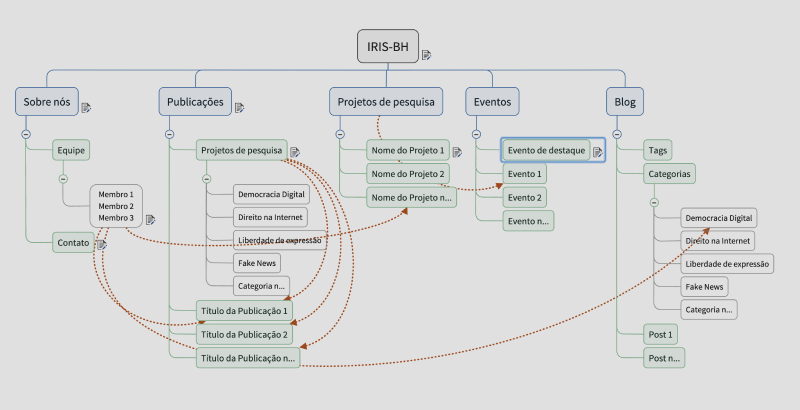 IRIS-BH
Sobre nós
Publicações
Projetos de pesquisa
Eventos
Blog
Equipe
Membro 1
Membro 2
Membro 3
Contato
Projetos de pesquisa
Democracia Digital
Direito na Internet
Liberdade de expressão
Fake News
Categoria n...
Título da Publicação 1
Título da Publicação 2
Título da Publicação n...
Nome do Projeto 1
Nome do Projeto 2
Nome do Projeto n...
Evento de destaque
Evento 1
Evento 2
Evento n...
Tags
Categorias
Democracia Digital
Direito na Internet
Liberdade de expressão
Fake News
Categoria n...
Post 1
Post n...